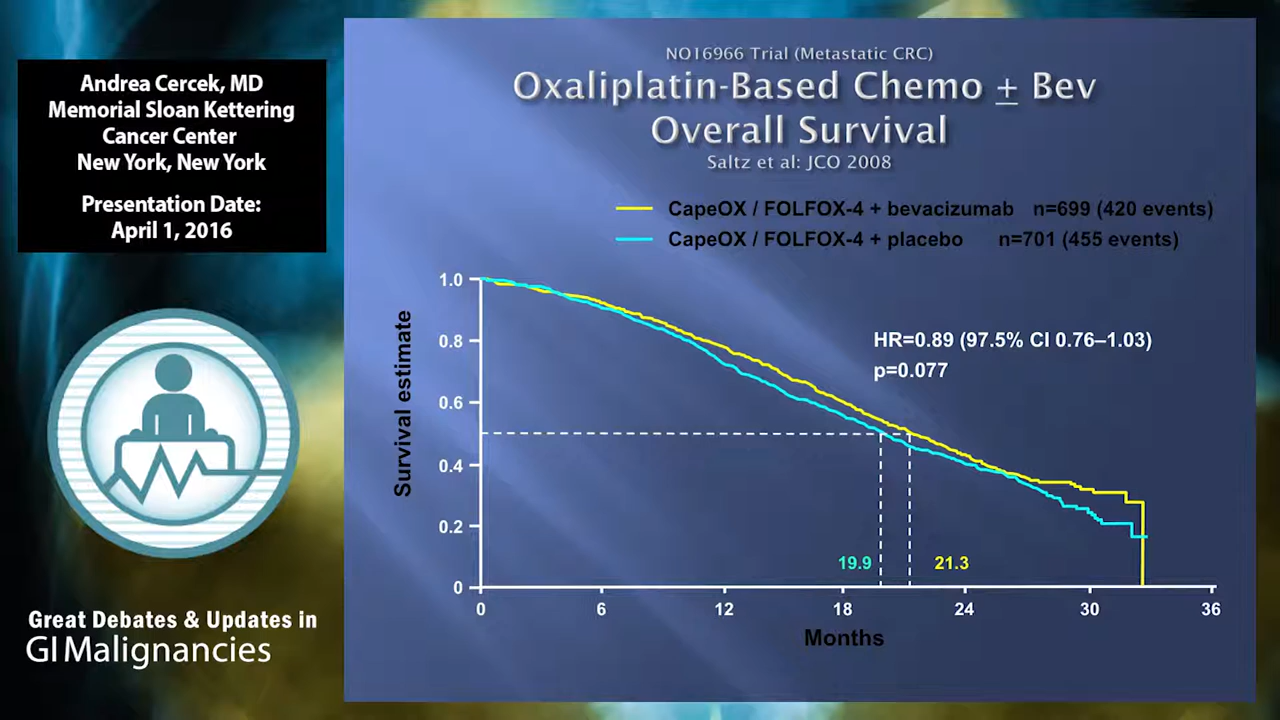 Andrea Cercek, MD
Memorial Sloan Kettering
Cancer Center
New York, New York
Presentation Date:
April 1, 2016
Great Debates & Updates in
GI Malignancies
NO16966 Trial (Metastatic CRC)
Oxaliplatin-Based Chemo ± Bev
Overall Survival
Saltz et al: JCO 2008
CapeOX / FOLFOX-4 + bevacizumab n=699 (420 events)
CapeOX / FOLFOX-4 + placebo n=701 (455 events)
HR=0.89 (97.5% CI 0.76–1.03)
p=0.077
Survival estimate
1.0
0.8
0.6
0.4
0.2
0
19.9 21.3
0 6 12 18 24 30 36
Months